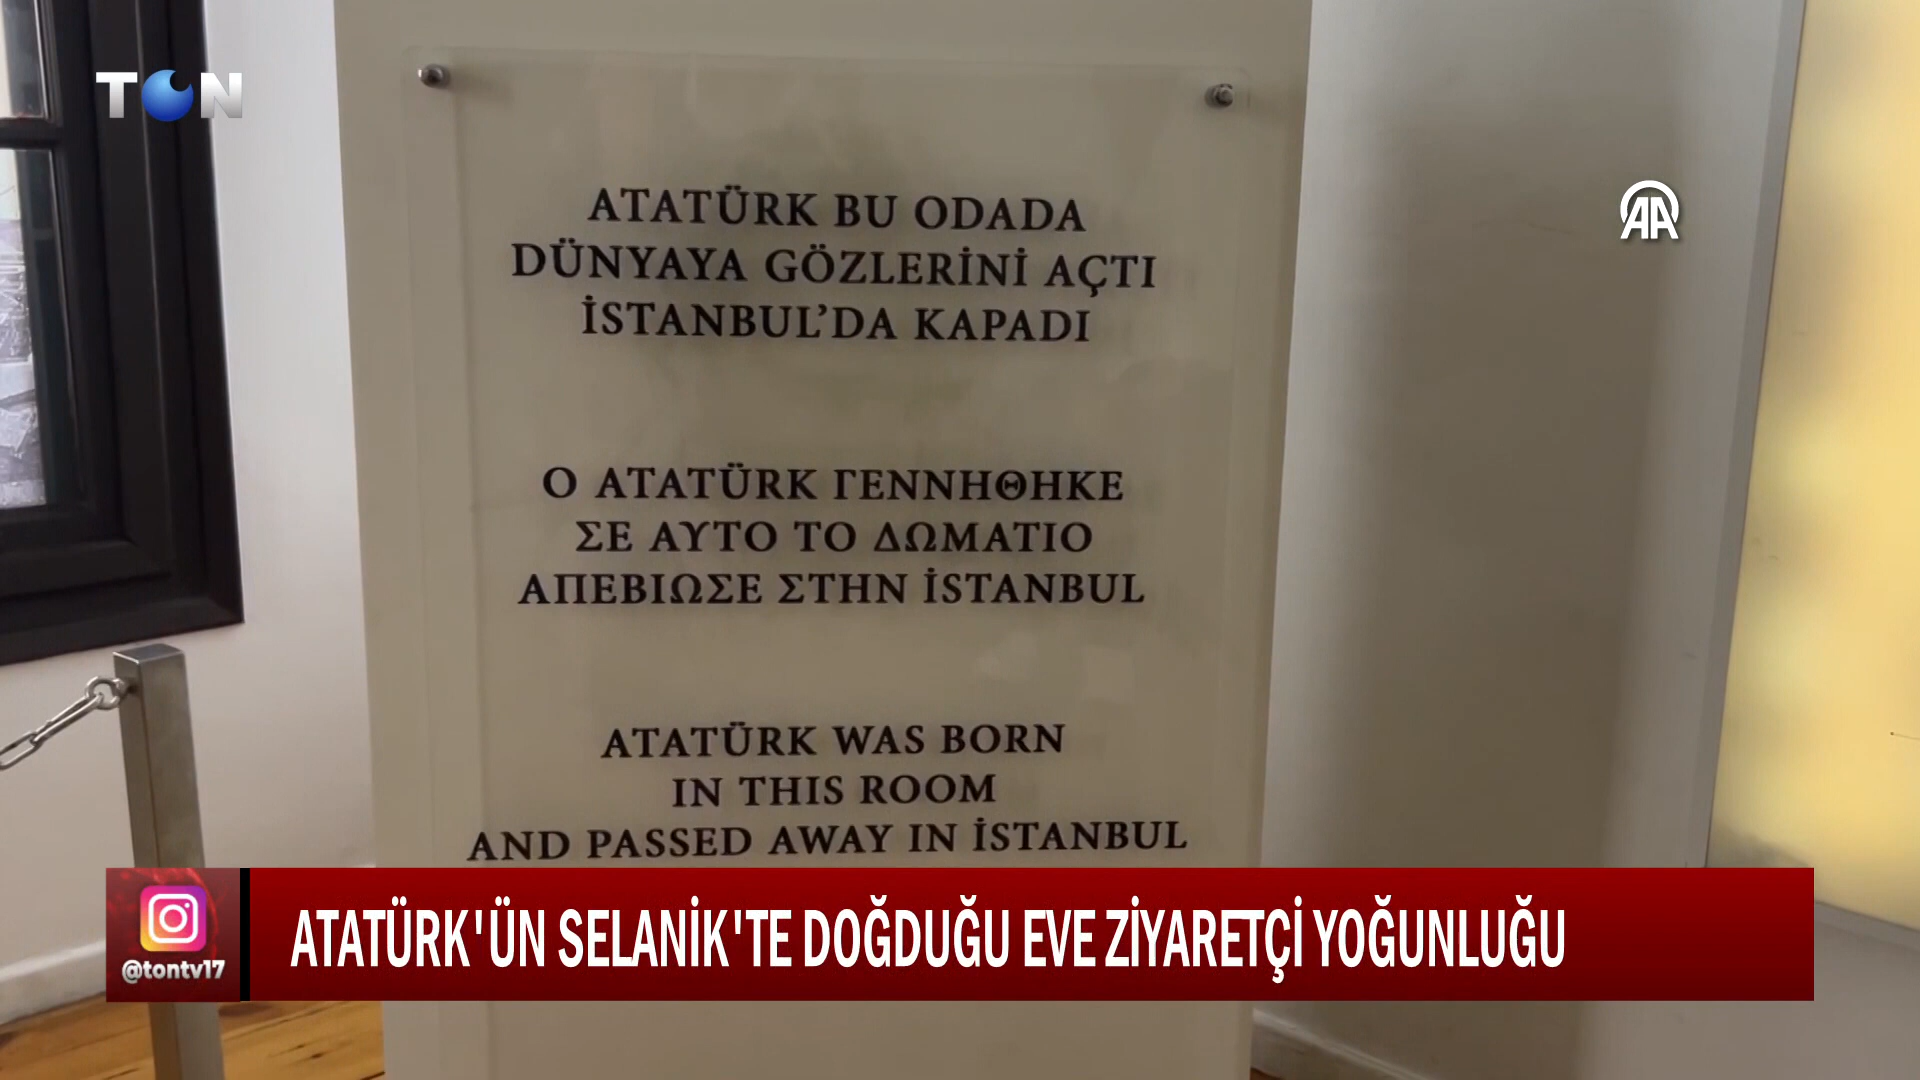 TON
AA
ATATÜRK BU ODADA
DÜNYAYA GÖZLERİNİ AÇTI
İSTANBUL'DA KAPADI
Ο ATATÜRK ΓΕΝΝΗΘΗΚΕ
ΣΕ ΑΥΤΟ ΤΟ ΔΩΜΑΤΙΟ
ΑΠΕΒΙΩΣΕ ΣΤΗΝ İSTANBUL
ATATÜRK WAS BORN
IN THIS ROOM
AND PASSED AWAY IN İSTANBUL
ATATÜRK'ÜN SELANİK'TE DOĞDUĞU EVE ZİYARETÇİ YOĞUNLUĞU
@tontv17